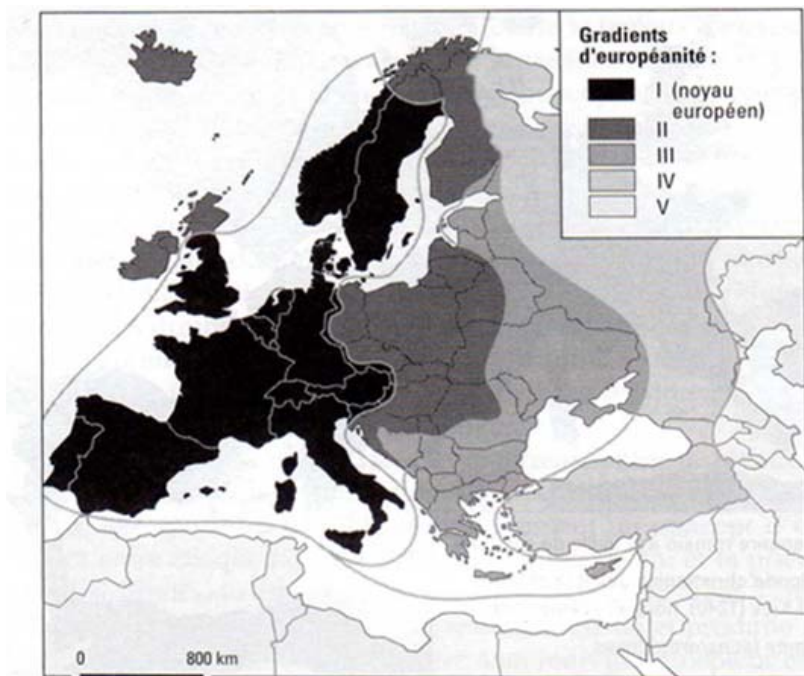 Gradients
d'européanité :
I (noyau
européen)
II
III
IV
V
0 800 km